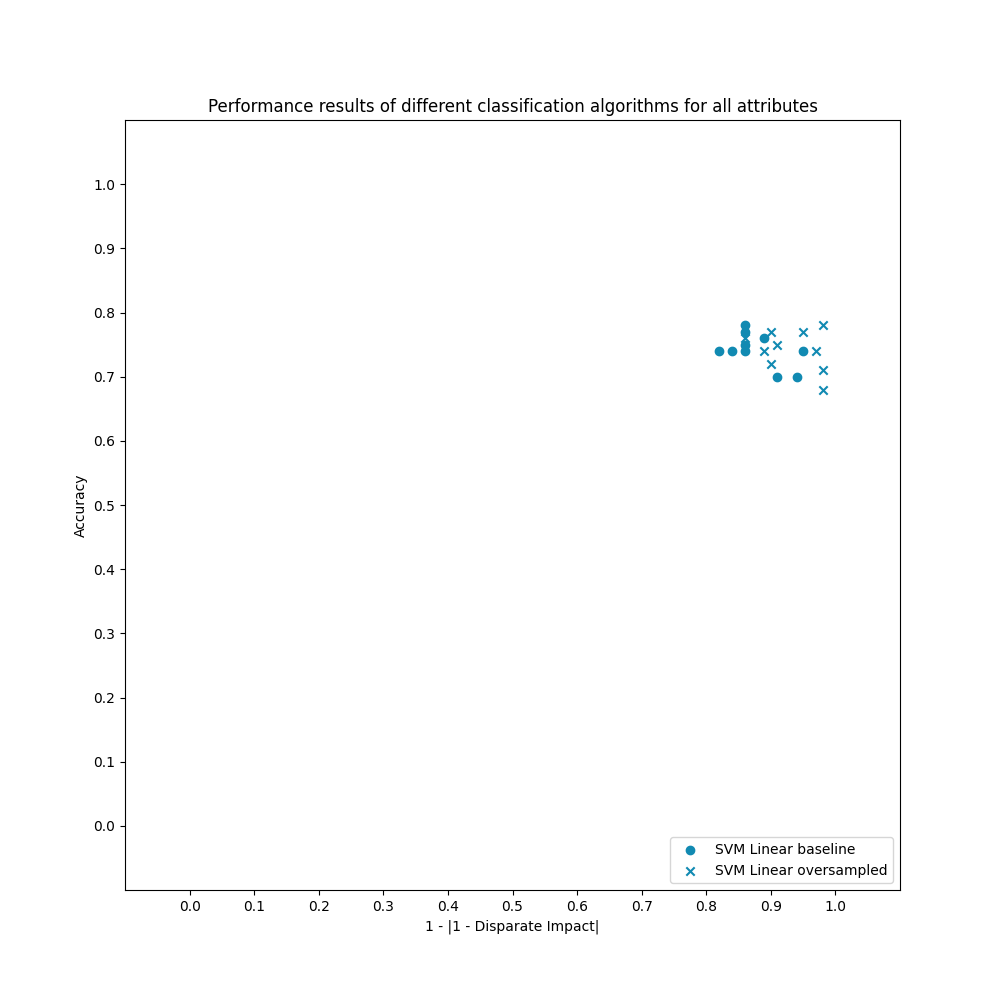 Performance results of different classification algorithms for all attributes
1.0
0.9
0.8
0.7
0.6
0.5
0.4
0.3
0.2
0.1
0.0
Accuracy
SVM Linear baseline
SVM Linear oversampled
0.0 0.1 0.2 0.3 0.4 0.5 0.6 0.7 0.8 0.9 1.0
1 - |1 - Disparate Impact|